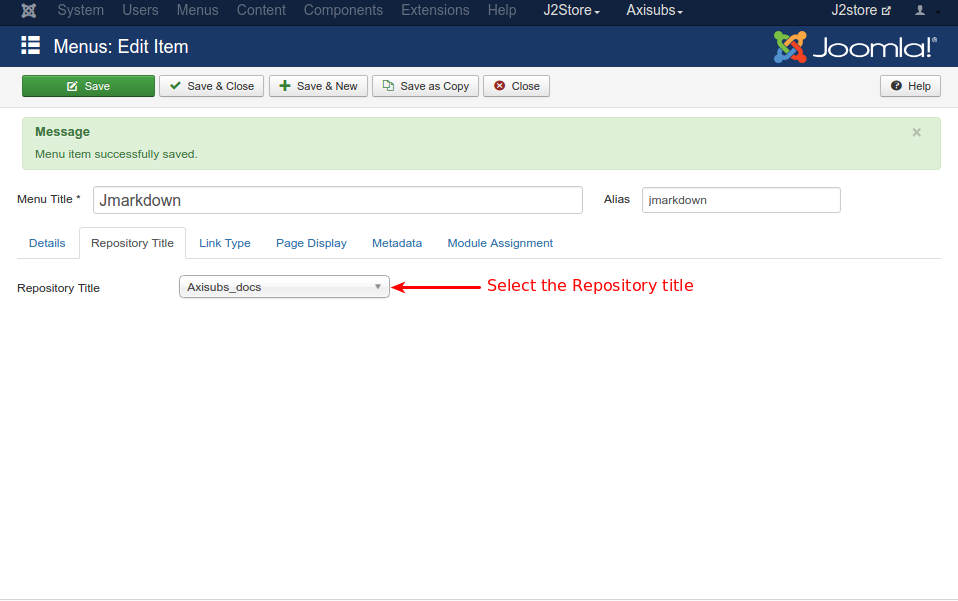 System Users Menus Content Components Extensions Help J2Store Axisubs J2store
Menus: Edit Item Joomla!®
Save Save & Close Save & New Save as Copy Close Help
Message ×
Menu item successfully saved.
Menu Title * Jmarkdown Alias jmarkdown
Details Repository Title Link Type Page Display Metadata Module Assignment
Repository Title Axisubs_docs Select the Repository title